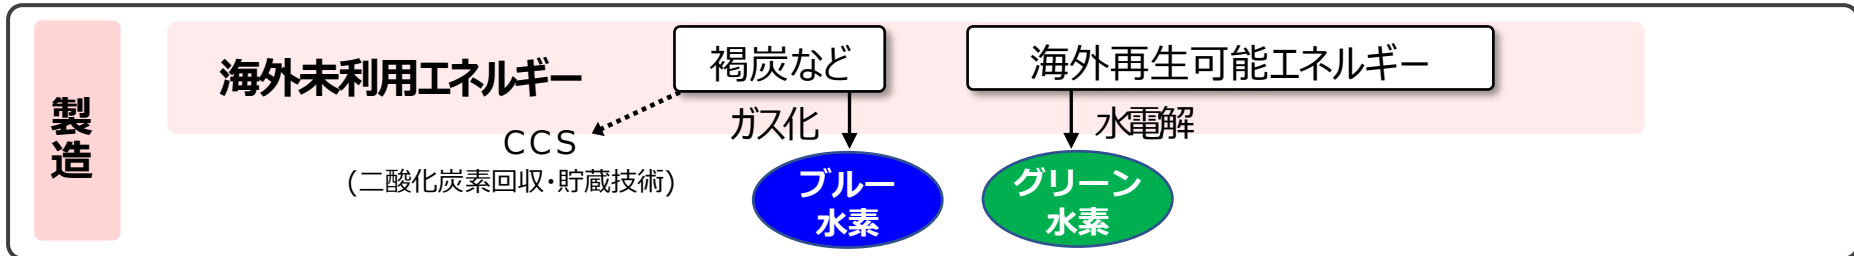 製造
海外未利用エネルギー
褐炭など
海外再生可能エネルギー
ガス化
水電解
CCS
(二酸化炭素回収・貯蔵技術)
ブルー
水素
グリーン
水素